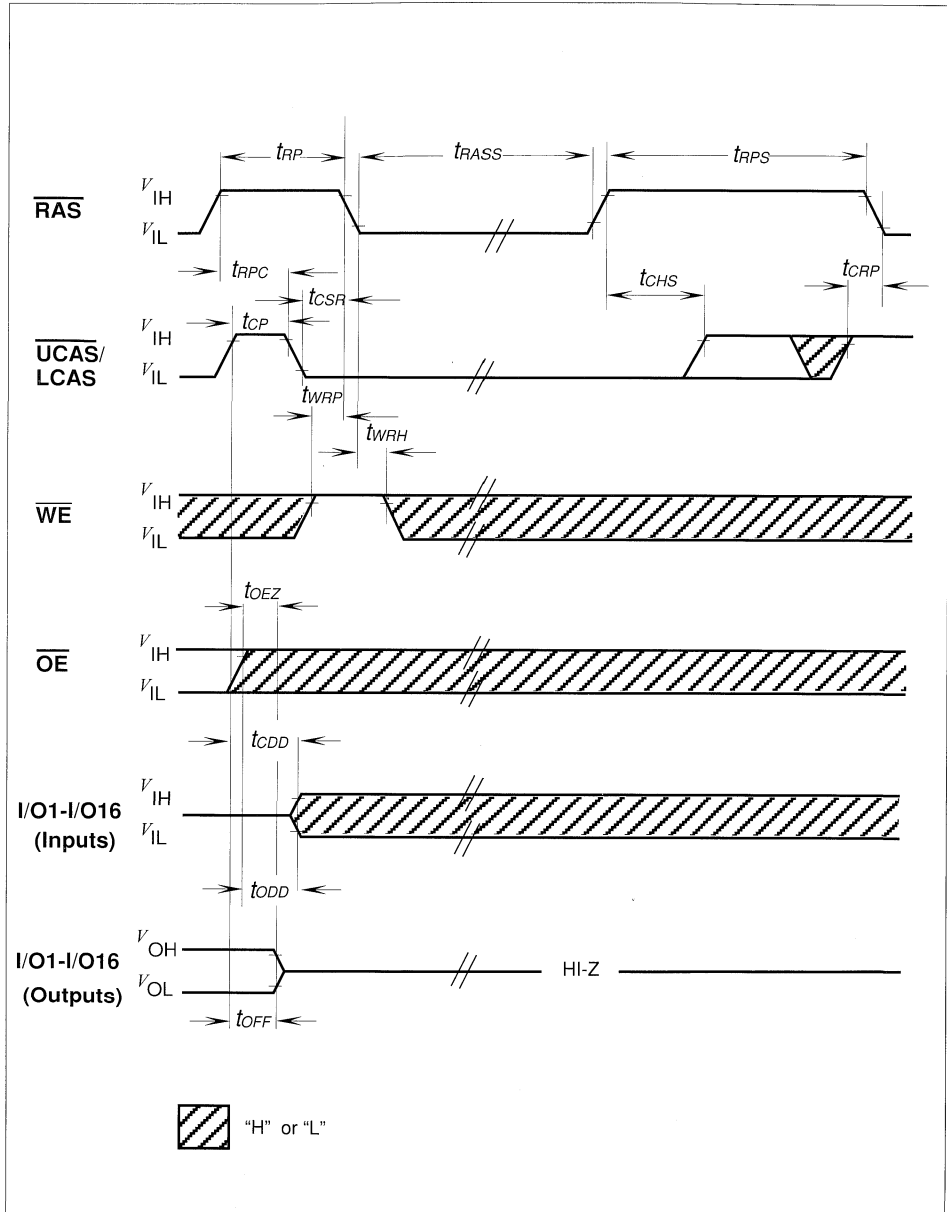 tRP
tRASS
tRPS
RAS
VIH
VIL
tRPC
tCSR
tCHS
tCRP
tCP
UCAS/
LCAS
VIH
VIL
tWRP
tWRH
WE
VIH
VIL
tOEZ
OE
VIH
VIL
tCDD
I/O1-I/O16
(Inputs)
VIH
VIL
tODD
I/O1-I/O16
(Outputs)
VOH
VOL
HI-Z
tOFF
"H" or "L"